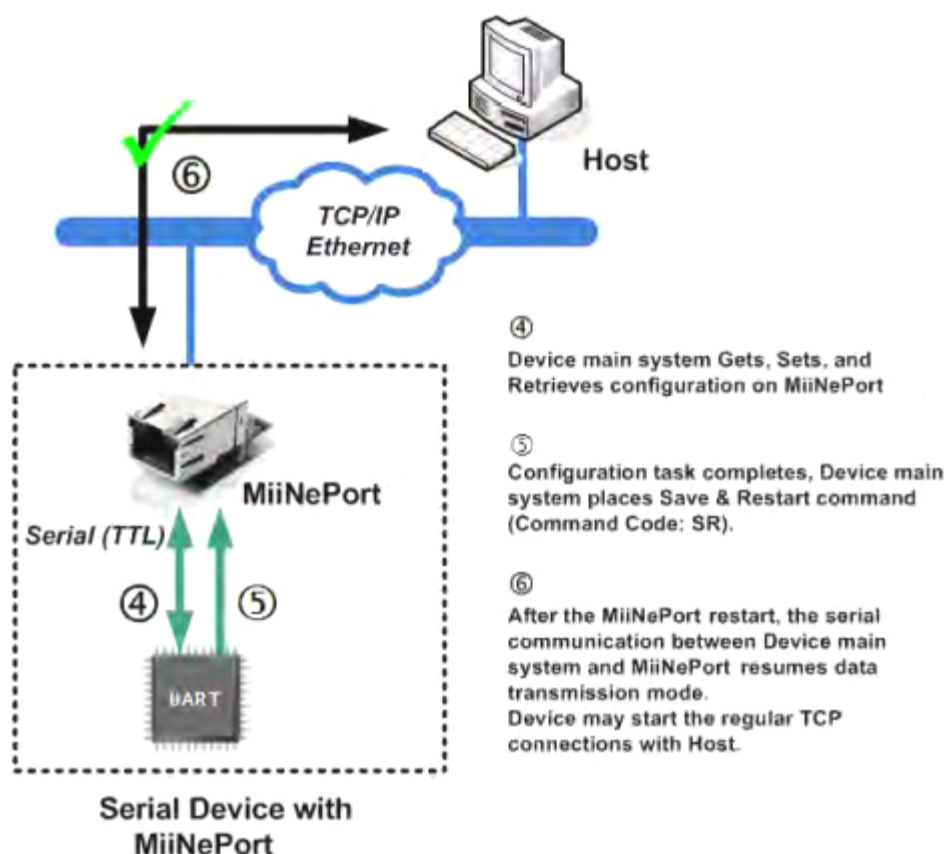 ⑥
Host
TCP/IP
Ethernet
④
Device main system Gets, Sets, and
Retrieves configuration on MiiNePort
⑤
Configuration task completes, Device main
system places Save & Restart command
(Command Code: SR).
⑥
After the MiiNePort restart, the serial
communication between Device main
system and MiiNePort resumes data
transmission mode.
Device may start the regular TCP
connections with Host.
MiiNePort
Serial (TTL)
④ ⑤
UART
Serial Device with
MiiNePort